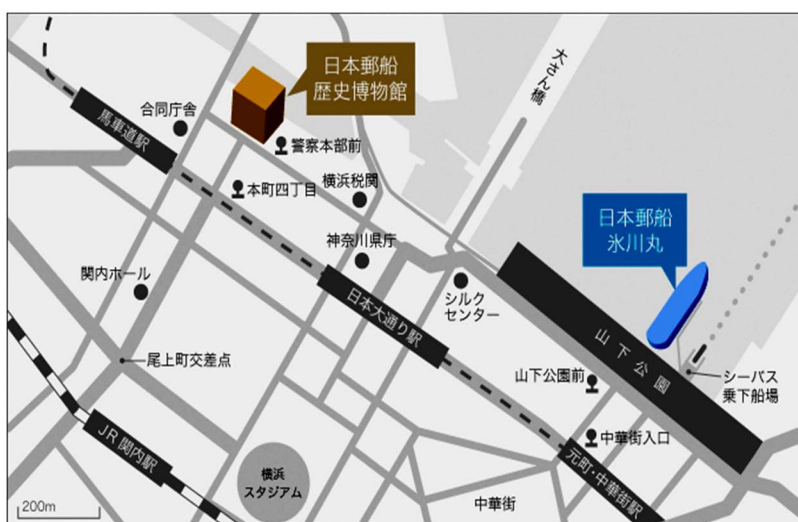 日本郵船
歴史博物館
大さん橋
合同庁舎
馬車道駅
警察本部前
本町四丁目
横浜税関
日本郵船
氷川丸
神奈川県庁
関内ホール
シルク
センター
日本大通り駅
山下公園
尾上町交差点
山下公園前
シーバス
乗下船場
JR関内駅
中華街入口
元町・中華街駅
横浜
スタジアム
中華街
200m